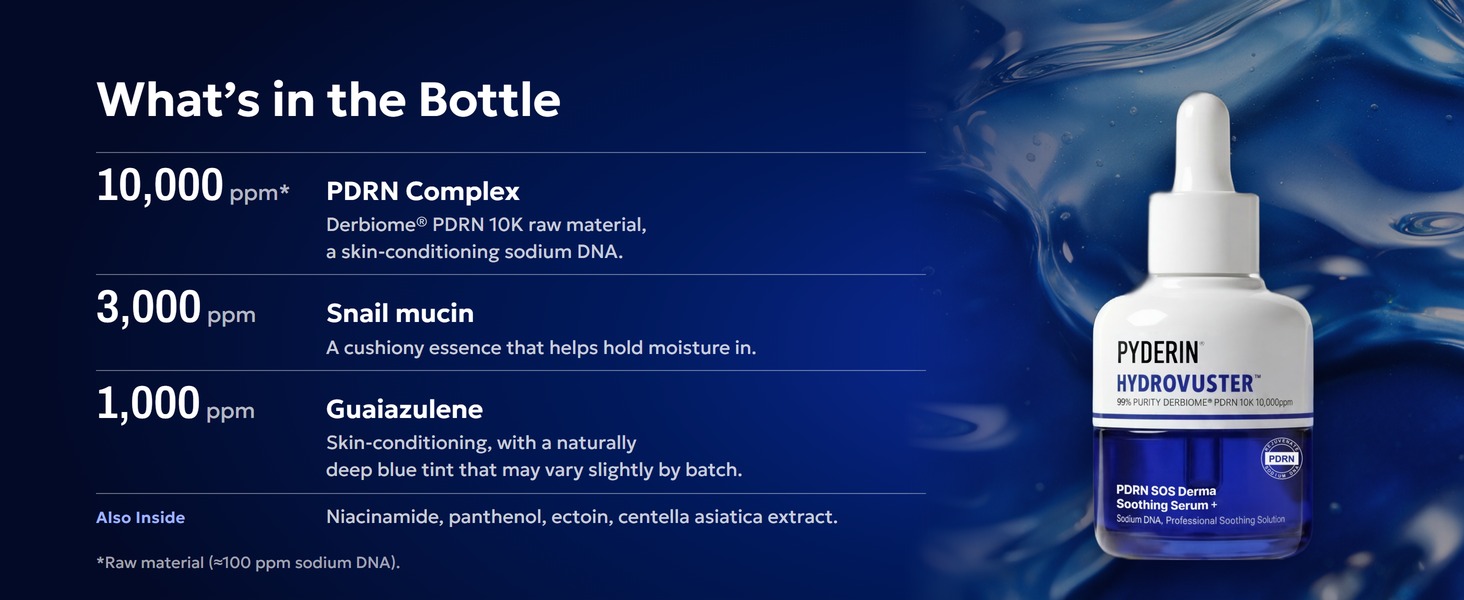 What's in the Bottle
10,000 ppm*
PDRN Complex
Derbiome® PDRN 10K raw material,
a skin-conditioning sodium DNA.
3,000 ppm
Snail mucin
A cushiony essence that helps hold moisture in.
1,000 ppm
Guaiazulene
Skin-conditioning, with a naturally
deep blue tint that may vary slightly by batch.
Also Inside
Niacinamide, panthenol, ectoin, centella asiatica extract.
*Raw material (≈100 ppm sodium DNA).
PYDERIN®
HYDROVUSTER™
99% PURITY DERBIOME® PDRN 10K 10,000ppm
REJUVENATE
PDRN
SODIUM DNA
PDRN SOS Derma
Soothing Serum +
Sodium DNA, Professional Soothing Solution